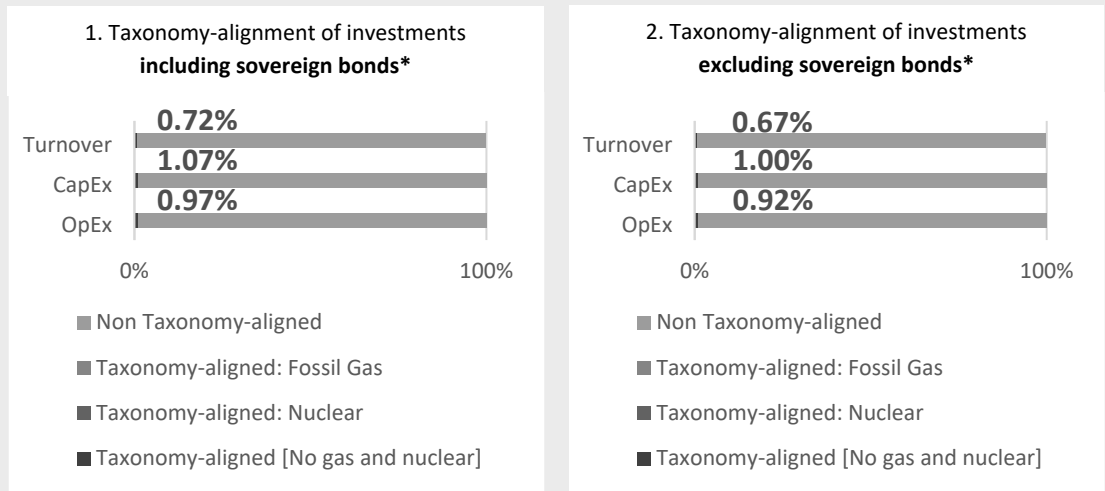 1. Taxonomy-alignment of investments
including sovereign bonds*
0.72%
Turnover
1.07%
CapEx
0.97%
OpEx
0%
100%
Non Taxonomy-aligned
Taxonomy-aligned: Fossil Gas
Taxonomy-aligned: Nuclear
Taxonomy-aligned [No gas and nuclear]
2. Taxonomy-alignment of investments
excluding sovereign bonds*
0.67%
Turnover
1.00%
CapEx
0.92%
OpEx
0%
100%
Non Taxonomy-aligned
Taxonomy-aligned: Fossil Gas
Taxonomy-aligned: Nuclear
Taxonomy-aligned [No gas and nuclear]